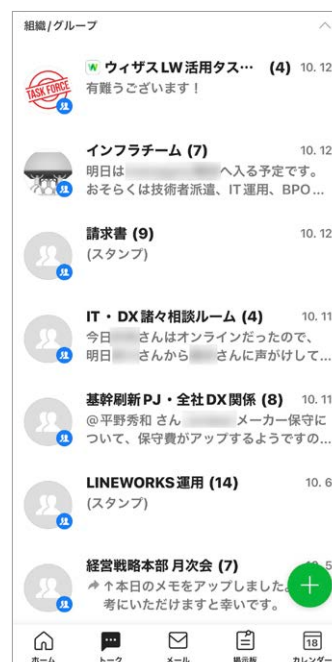 組織/グループ
TASK FORCE
W ウィザスLW活用タス… (4) 10. 12
有難うございます！
インフラチーム (7) 10. 12
明日は へ入る予定です。
おそらくは技術者派遣、IT運用、BPO...
請求書 (9) 10. 12
(スタンプ)
IT・DX諸々相談ルーム (4) 10. 11
今日 さんはオンラインだったので、
明日 さんから さんに声がけして...
基幹刷新PJ・全社DX関係 (8) 10. 11
@平野秀和 さん メーカー保守に
ついて、保守費がアップするようですの...
LINEWORKS運用 (14) 10. 6
(スタンプ)
経営戦略本部 月次会 (7) 5
↑本日のメモをアップしました。
考にいただけますと幸いです。
ホーム トーク メール 掲示板 18 カレンダー